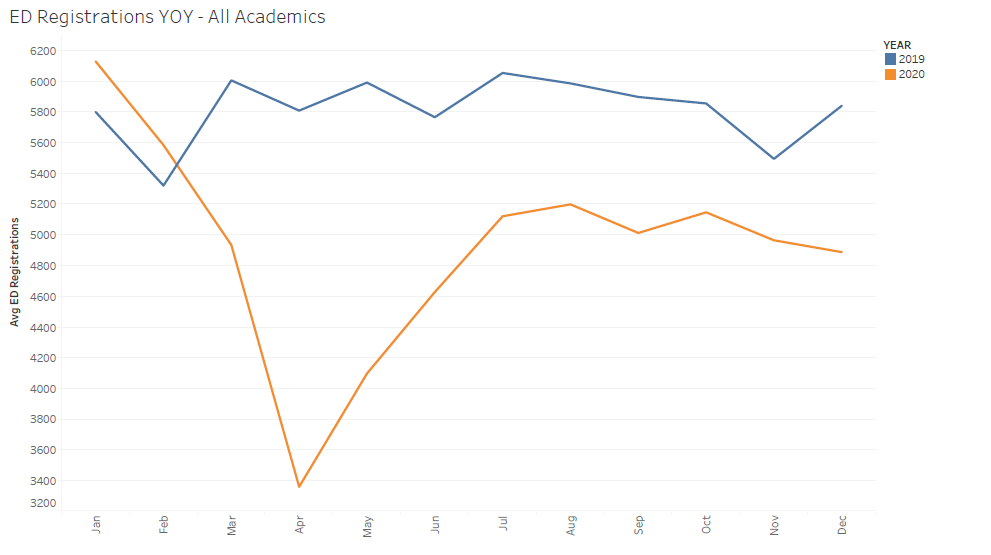 ED Registrations YOY - All Academics
YEAR
2019
2020
Avg ED Registrations
6200
6000
5800
5600
5400
5200
5000
4800
4600
4400
4200
4000
3800
3600
3400
3200
Jan
Feb
Mar
Apr
May
Jun
Jul
Aug
Sep
Oct
Nov
Dec